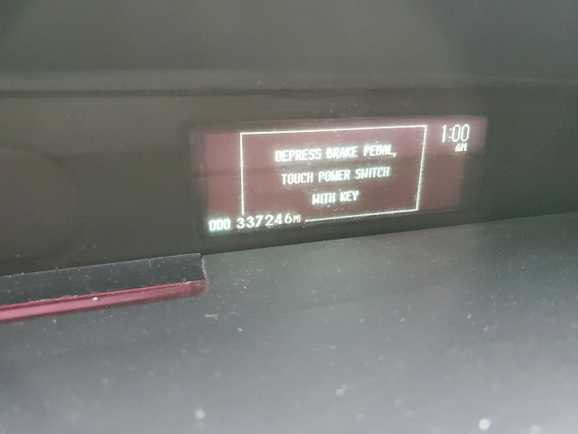 1:00
AM
DEPRESS BRAKE PEDAL,
TOUCH POWER SWITCH
WITH KEY
ODO 337246MI